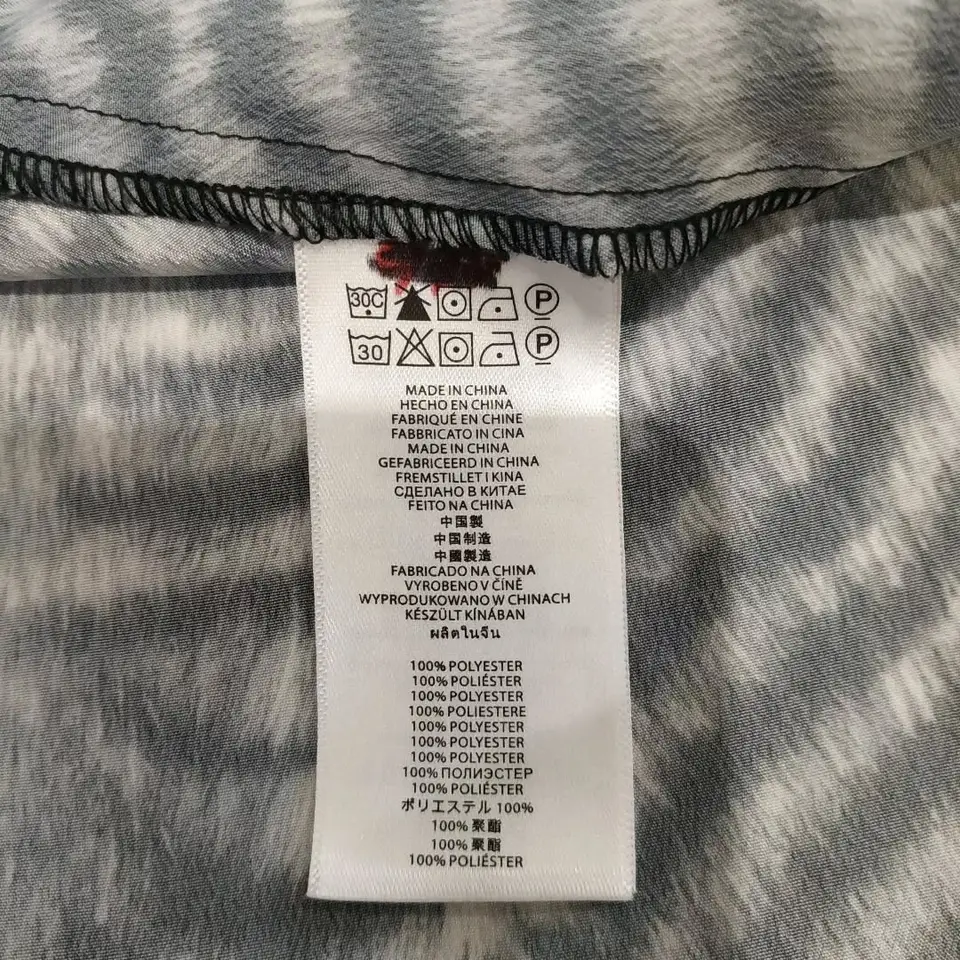 30C P
30 P
MADE IN CHINA
HECHO EN CHINA
FABRIQUÉ EN CHINE
FABBRICATO IN CINA
MADE IN CHINA
GEFABRICEERD IN CHINA
FREMSTILLET I KINA
СДЕЛАНО В КИТАЕ
FEITO NA CHINA
中国製
中国制造
中國製造
FABRICADO NA CHINA
VYROBENO V ČÍNĚ
WYPRODUKOWANO W CHINACH
KÉSZÜLT KÍNÁBAN
ผลิตในจีน
100% POLYESTER
100% POLIÉSTER
100% POLYESTER
100% POLIESTERE
100% POLYESTER
100% POLYESTER
100% POLYESTER
100% ПОЛИЭСТЕР
100% POLIÉSTER
ポリエステル 100%
100% 聚酯
100% 聚酯
100% POLIÉSTER